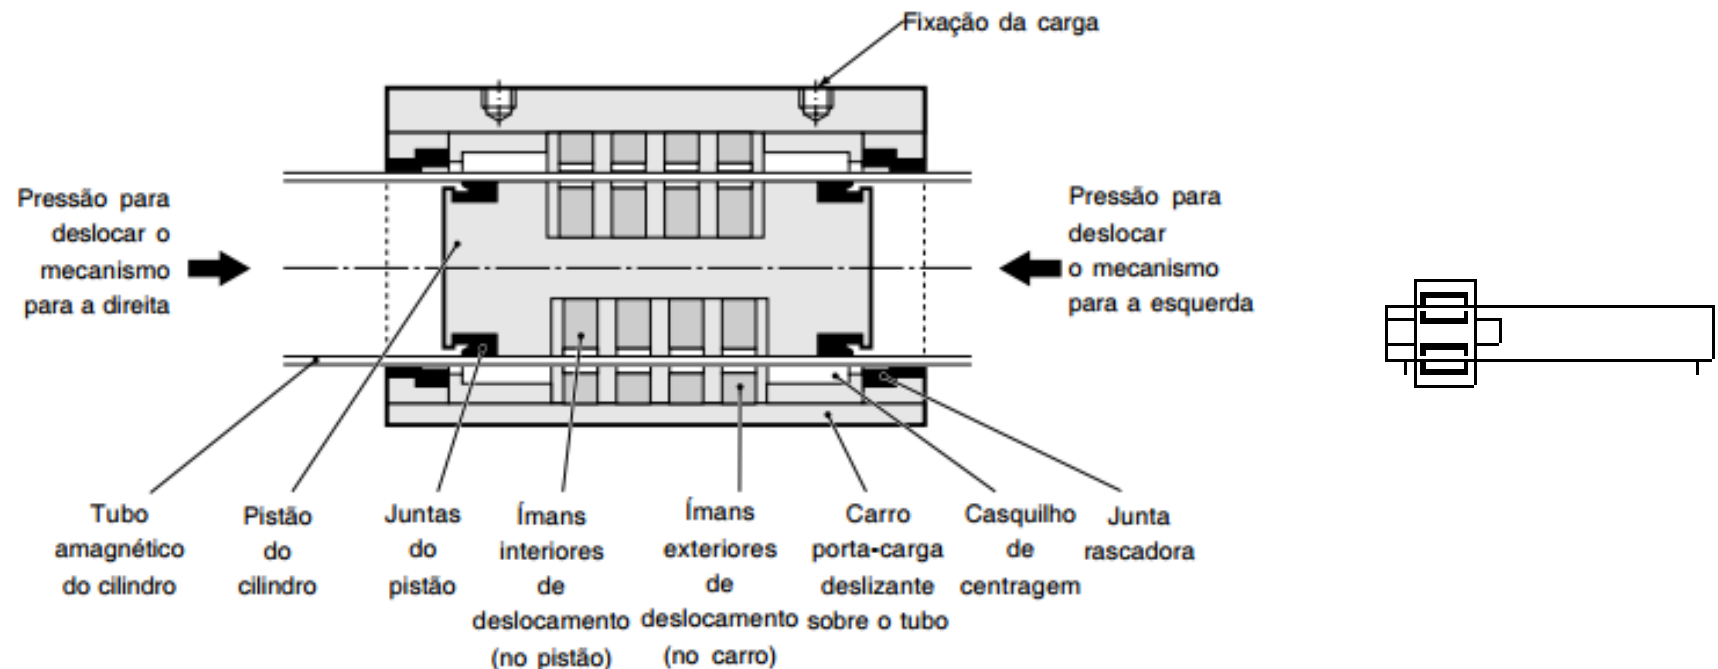 Fixação da carga
Pressão para
deslocar o
mecanismo
para a direita
Pressão para
deslocar
o mecanismo
para a esquerda
Tubo
amagnético
do cilindro
Pistão
do
cilindro
Juntas
do
pistão
Ímans
interiores
de
deslocamento
(no pistão)
Ímans
exteriores
de
deslocamento
(no carro)
Carro
porta-carga
deslizante
sobre o tubo
Casquilho
de
centragem
Junta
rascadora